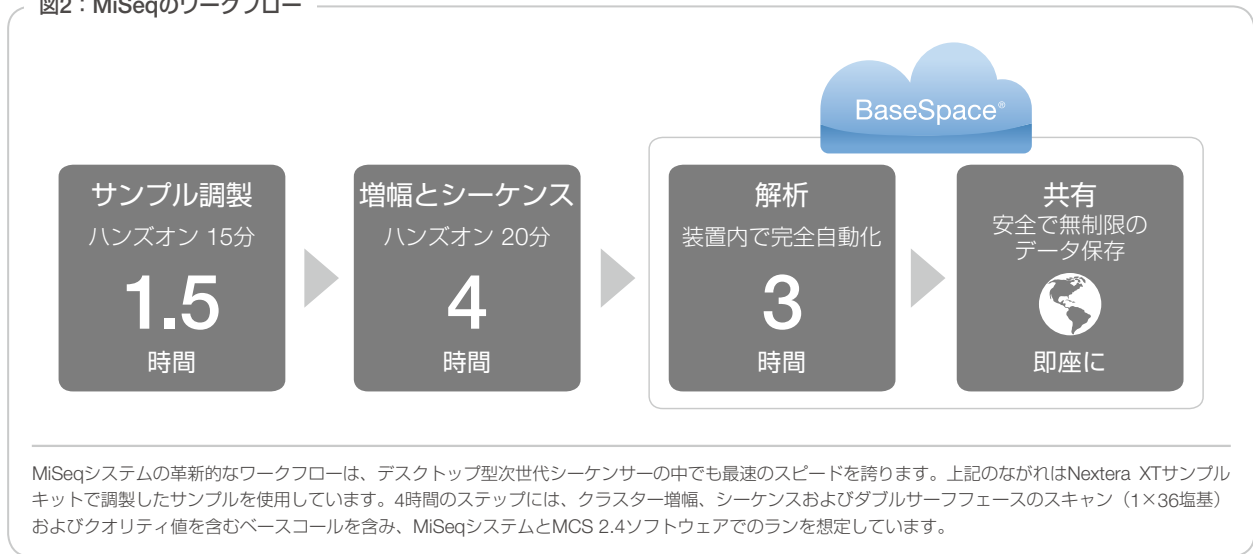 図2：MiSeqのワークフロー
BaseSpace®
サンプル調製
ハンズオン 15分
1.5
時間
増幅とシーケンス
ハンズオン 20分
4
時間
解析
装置内で完全自動化
3
時間
共有
安全で無制限の
データ保存
即座に
MiSeqシステムの革新的なワークフローは、デスクトップ型次世代シーケンサーの中でも最速のスピードを誇ります。上記のながれはNextera XTサンプル
キットで調製したサンプルを使用しています。4時間のステップには、クラスター増幅、シーケンスおよびダブルサーフフェースのスキャン（1×36塩基）
およびクオリティ値を含むベースコールを含み、MiSeqシステムとMCS 2.4ソフトウェアでのランを想定しています。